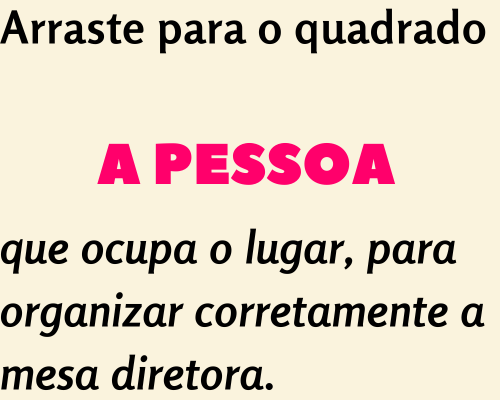 Arraste para o quadrado
A PESSOA
que ocupa o lugar, para
organizar corretamente a
mesa diretora.